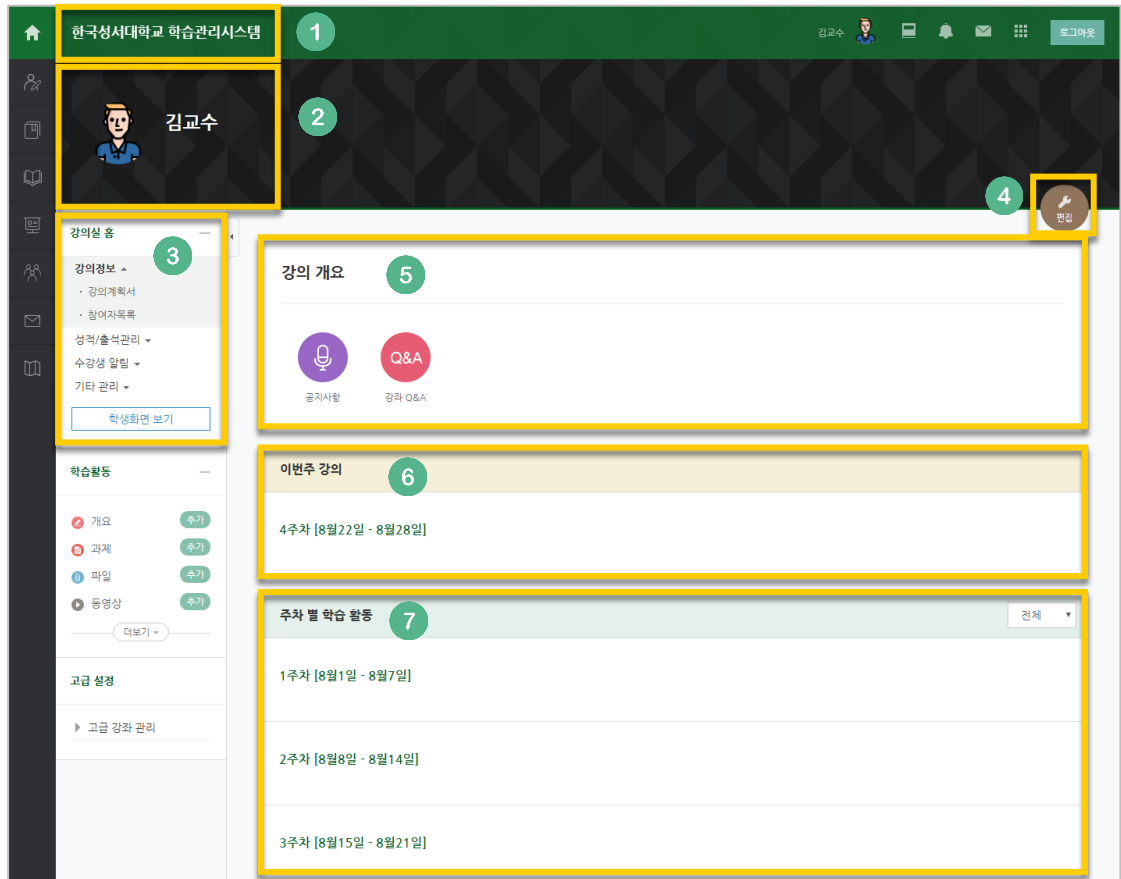 한국성서대학교 학습관리시스템
1
김교수
로그아웃
김교수
2
4
편집
강의실 홈
3
강의정보
· 강의계획서
· 참여자목록
성적/출석관리
수강생 알림
기타 관리
학생화면 보기
강의 개요
5
Q&A
공지사항
강좌 Q&A
학습활동
개요
추가
과제
추가
파일
추가
동영상
추가
더보기
고급 설정
고급 강좌 관리
이번주 강의
6
4주차 [8월22일 - 8월28일]
주차 별 학습 활동
7
전체
1주차 [8월1일 - 8월7일]
2주차 [8월8일 - 8월14일]
3주차 [8월15일 - 8월21일]